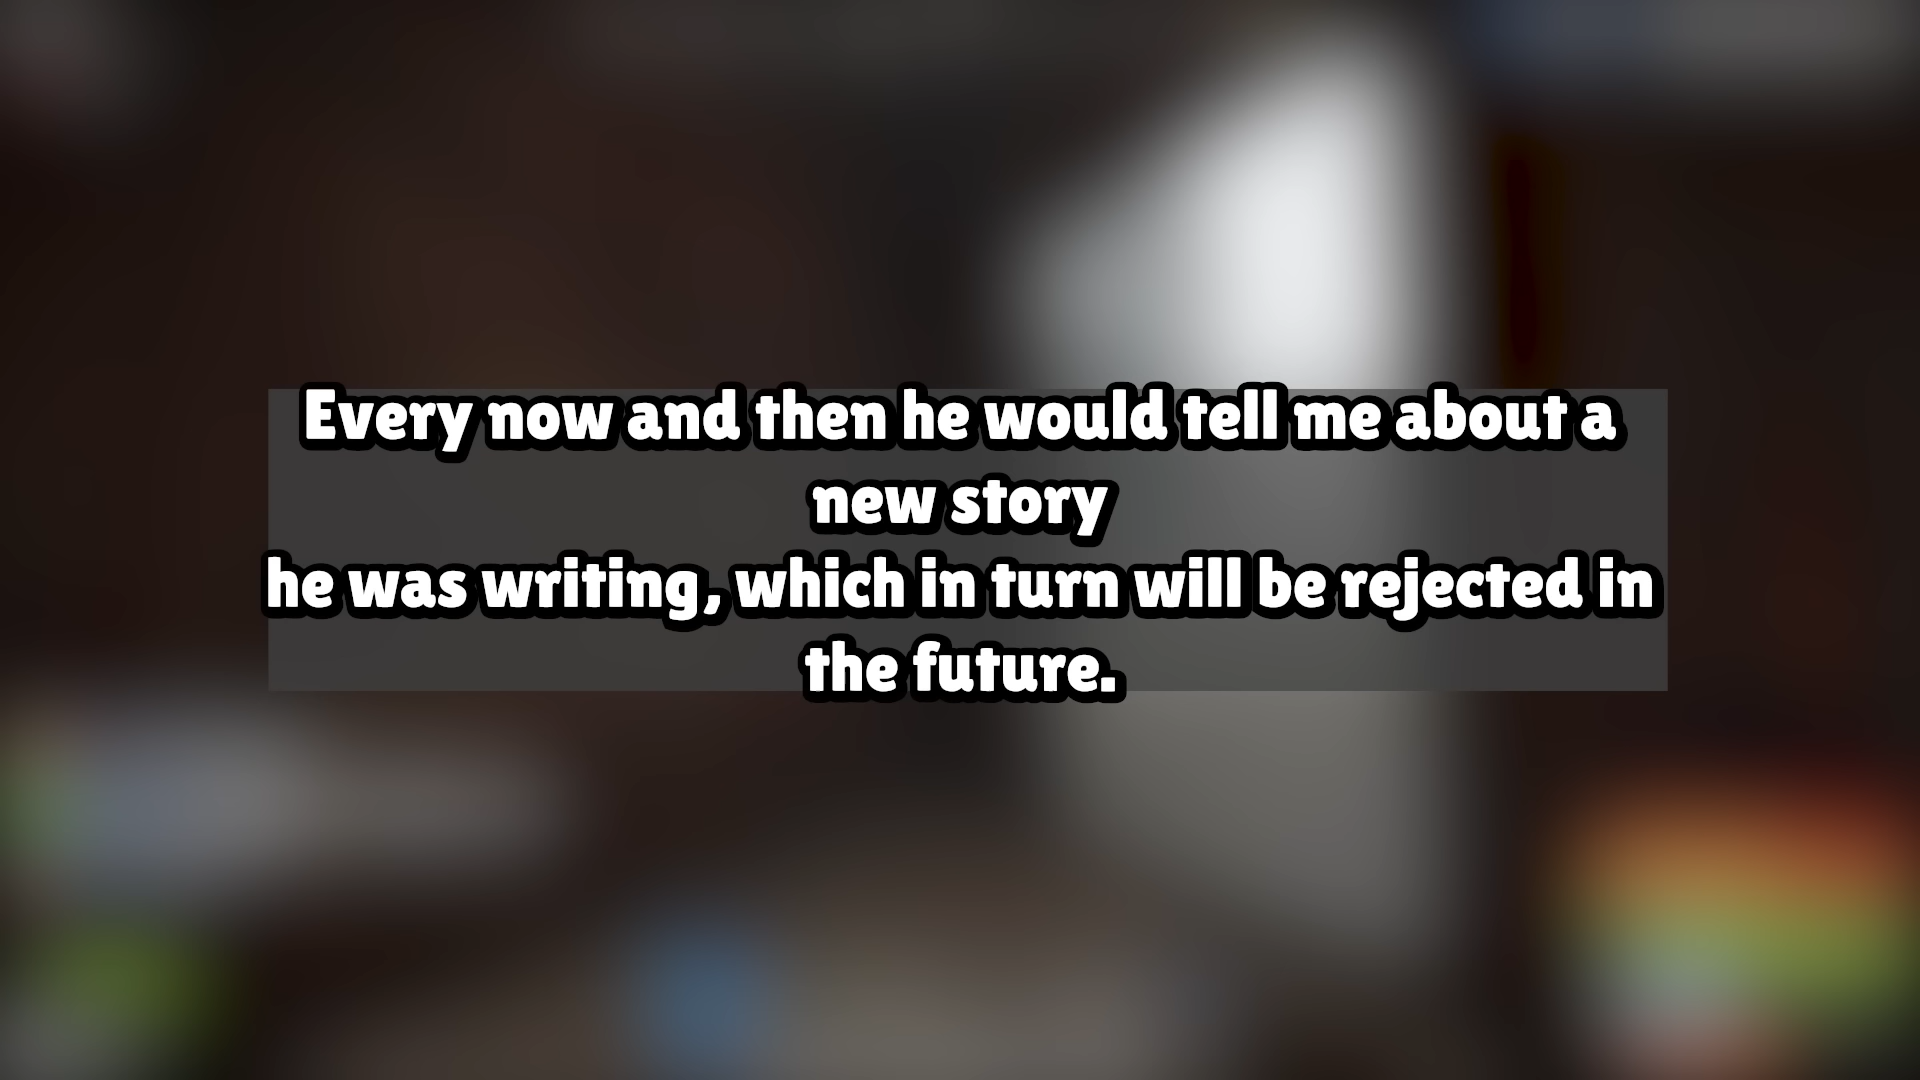 Every now and then he would tell me about a
new story
he was writing, which in turn will be rejected in
the future.